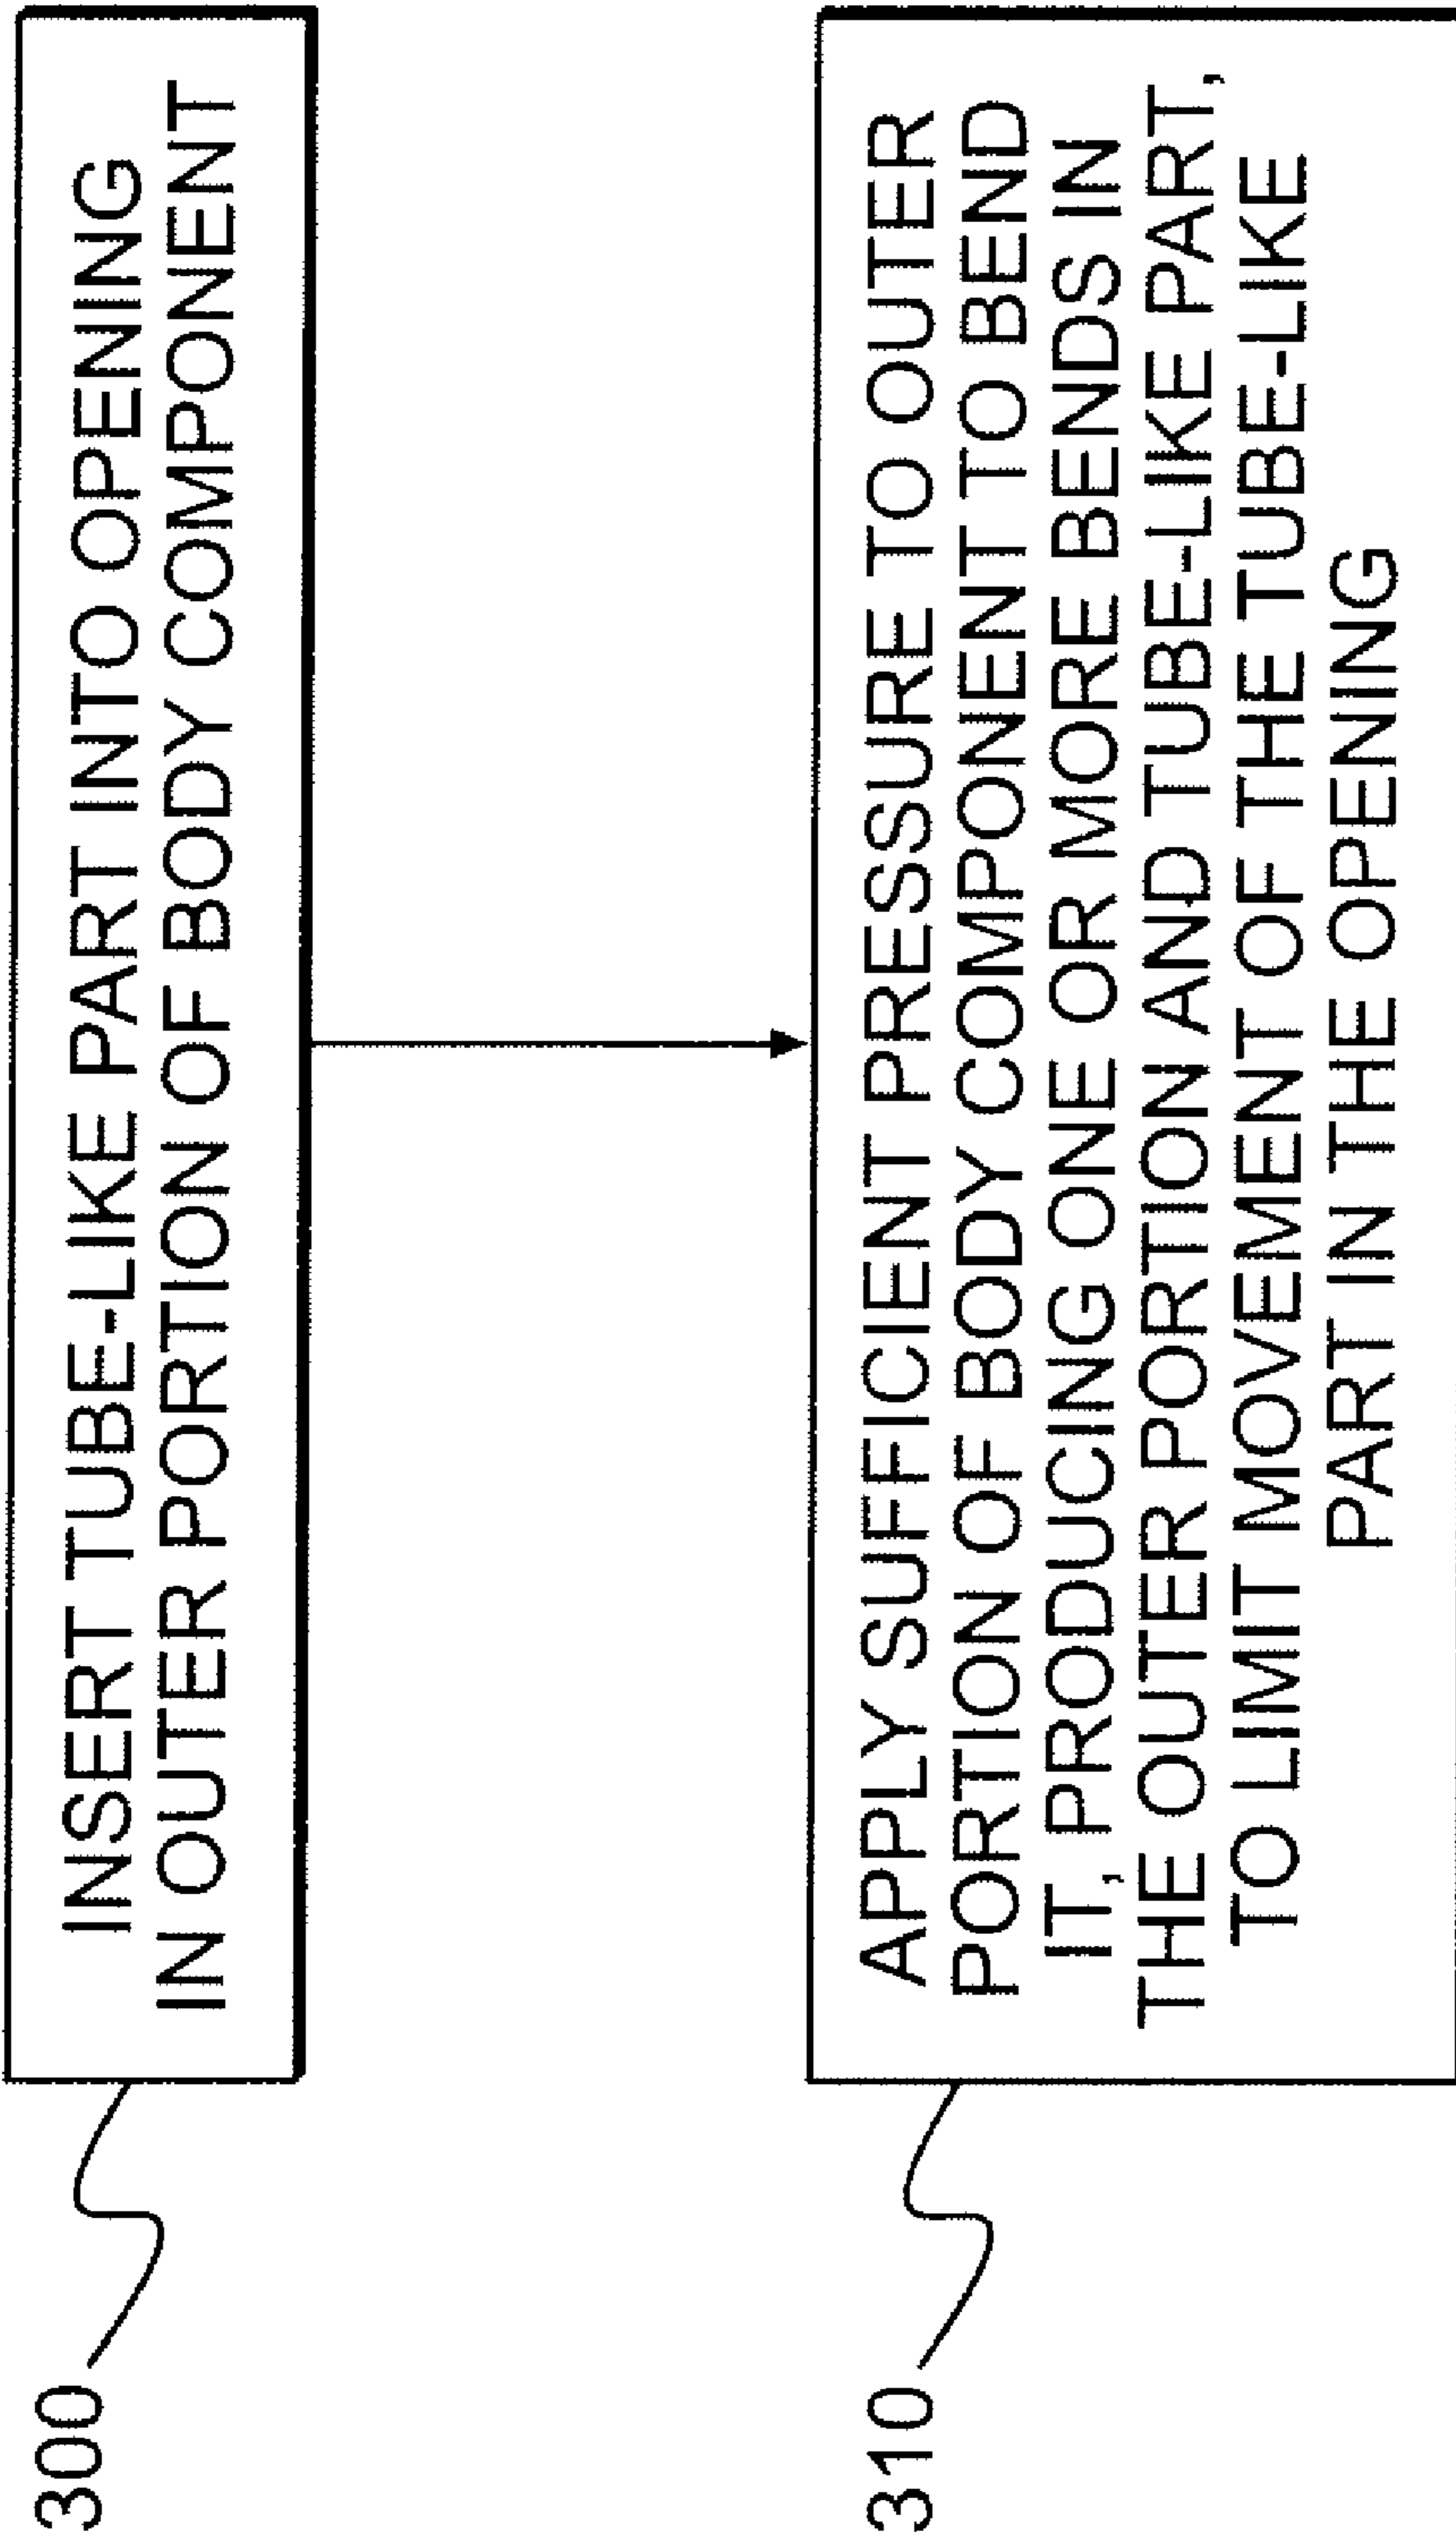 300
INSERT TUBE-LIKE PART INTO OPENING
IN OUTER PORTION OF BODY COMPONENT
310
APPLY SUFFICIENT PRESSURE TO OUTER
PORTION OF BODY COMPONENT TO BEND
IT, PRODUCING ONE OR MORE BENDS IN
THE OUTER PORTION AND TUBE-LIKE PART,
TO LIMIT MOVEMENT OF THE TUBE-LIKE
PART IN THE OPENING